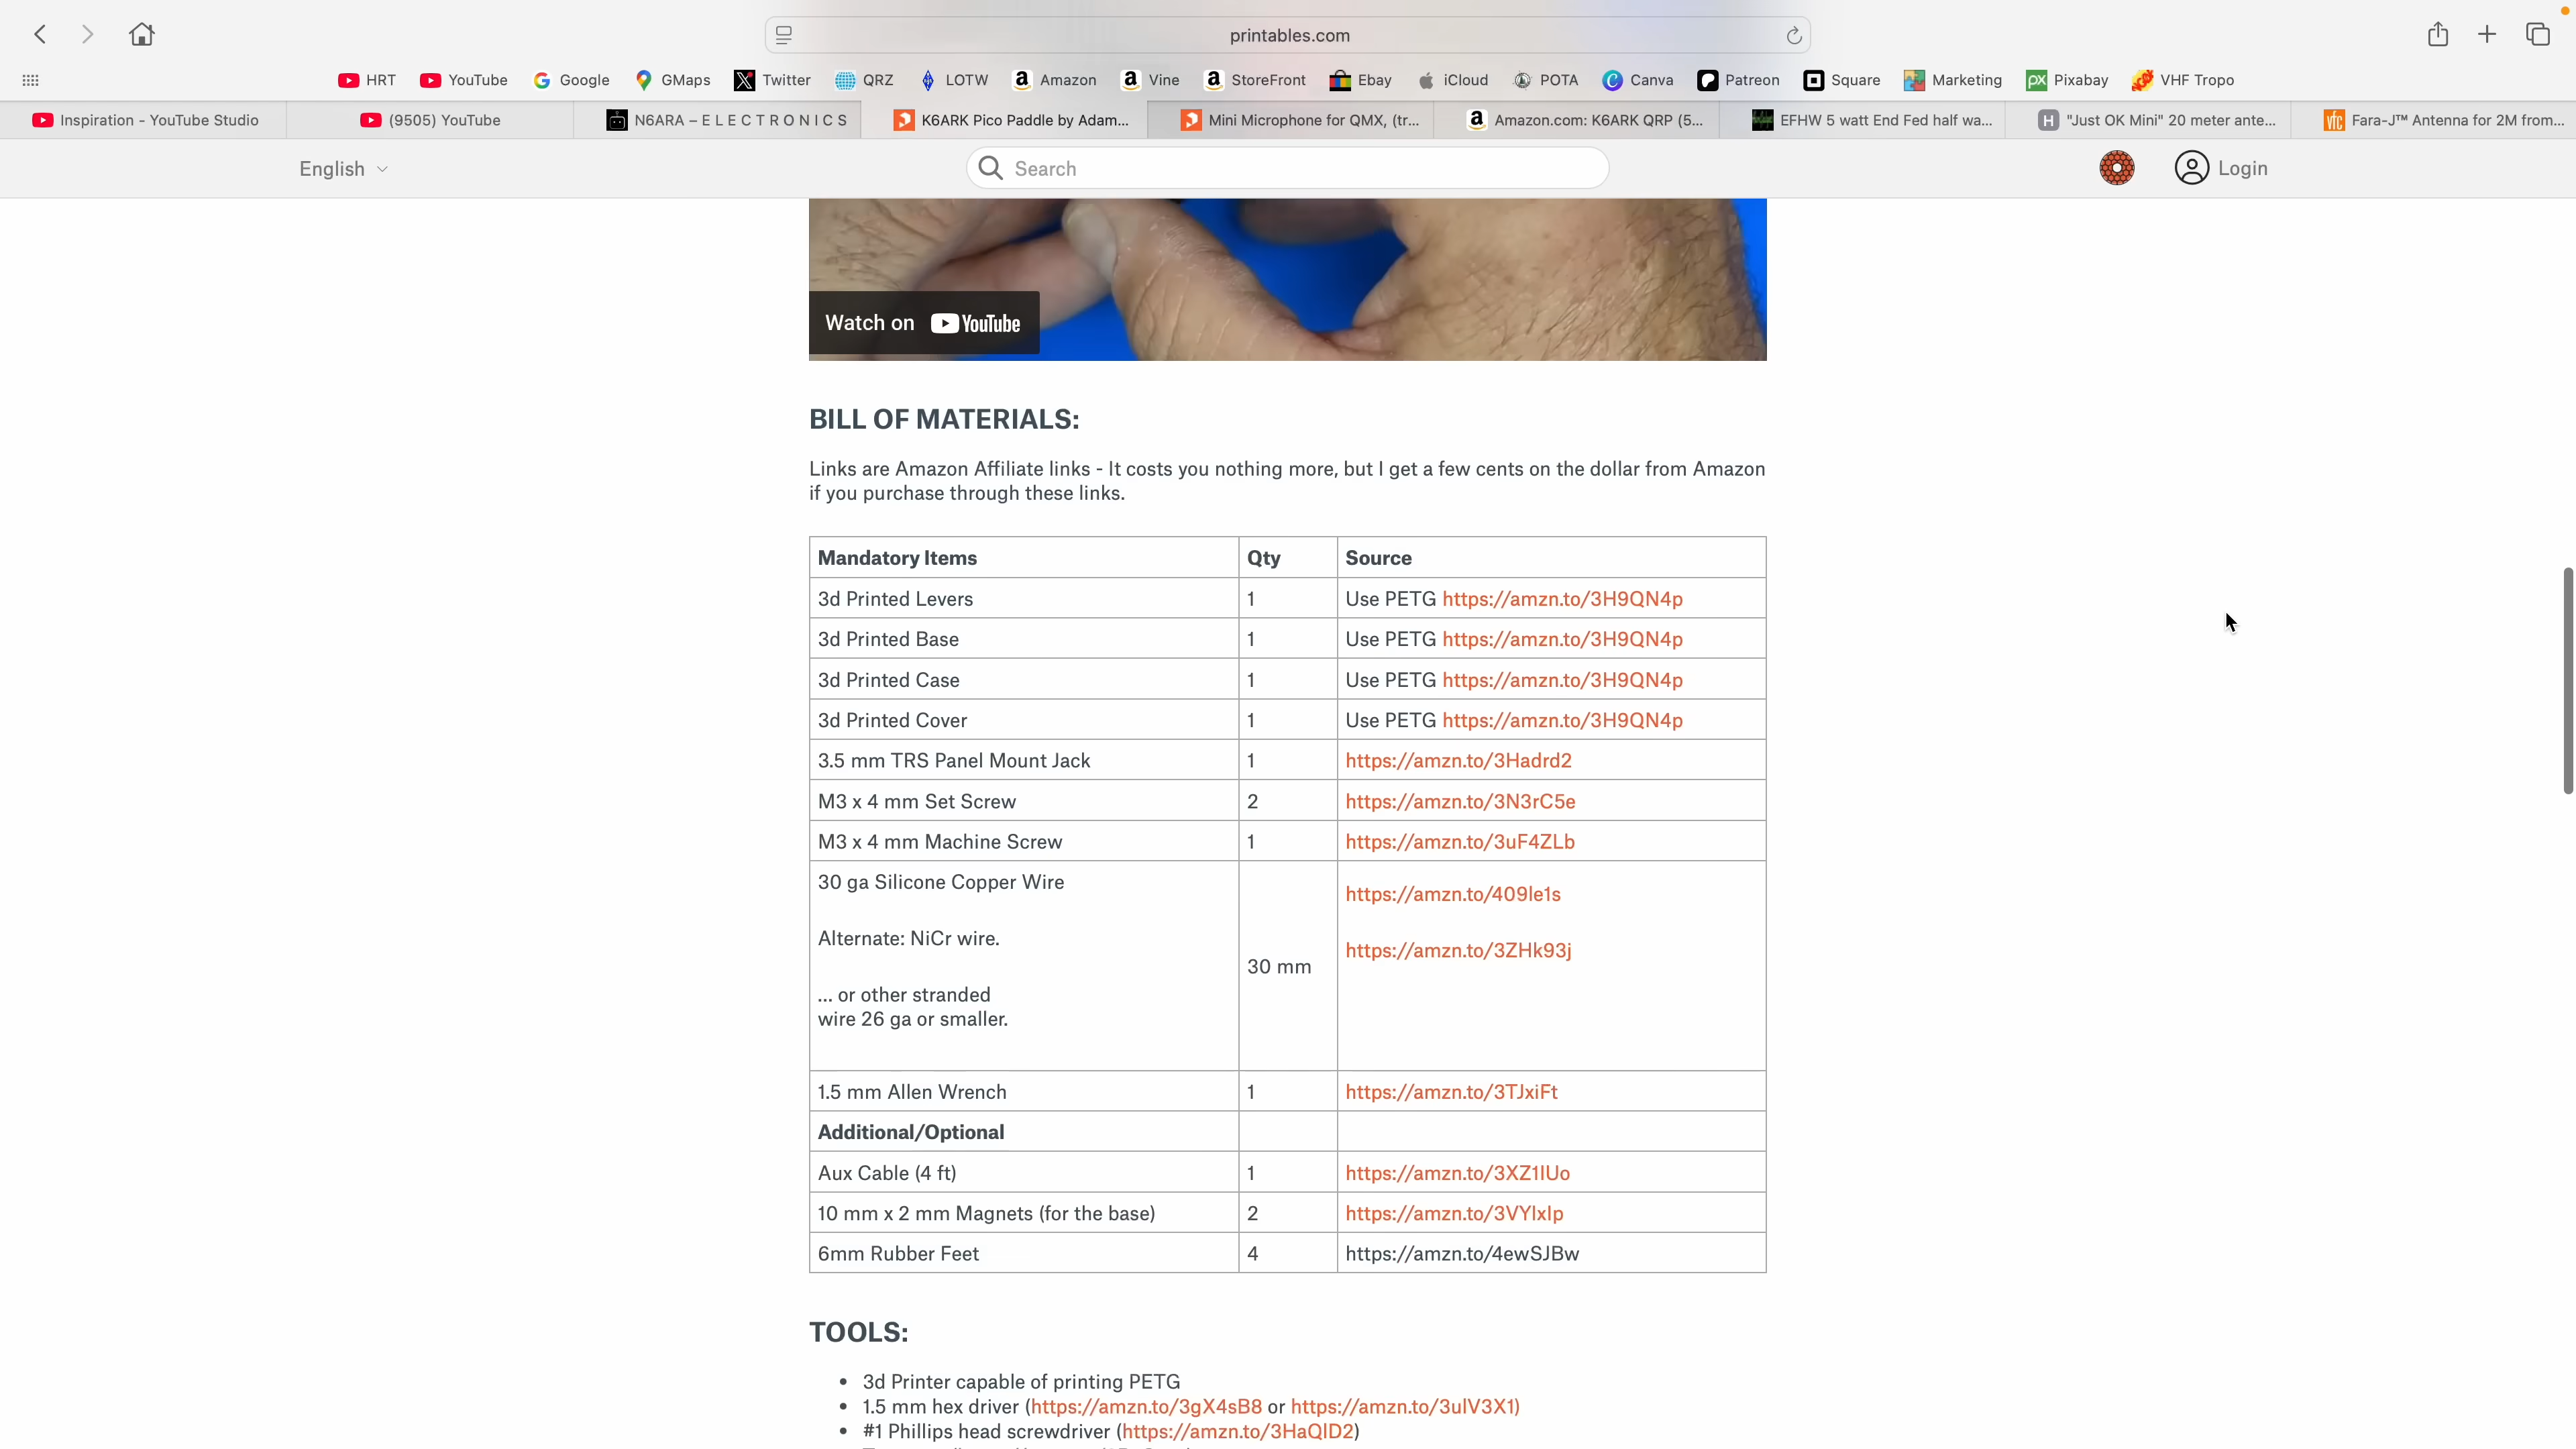 printables.com
HRT YouTube Google GMaps Twitter QRZ LOTW Amazon Vine StoreFront Ebay iCloud POTA Canva Patreon Square Marketing Pixabay VHF Tropo
Inspiration - YouTube Studio (9505) YouTube N6ARA – E L E C T R O N I C S K6ARK Pico Paddle by Adam... Mini Microphone for QMX, (tr... Amazon.com: K6ARK QRP (5... EFHW 5 watt End Fed half wa... "Just OK Mini" 20 meter ante... Fara-J™ Antenna for 2M from...
English Search Login
Watch on YouTube
BILL OF MATERIALS:
Links are Amazon Affiliate links - It costs you nothing more, but I get a few cents on the dollar from Amazon
if you purchase through these links.
Mandatory Items Qty Source
3d Printed Levers 1 Use PETG https://amzn.to/3H9QN4p
3d Printed Base 1 Use PETG https://amzn.to/3H9QN4p
3d Printed Case 1 Use PETG https://amzn.to/3H9QN4p
3d Printed Cover 1 Use PETG https://amzn.to/3H9QN4p
3.5 mm TRS Panel Mount Jack 1 https://amzn.to/3Hadrd2
M3 x 4 mm Set Screw 2 https://amzn.to/3N3rC5e
M3 x 4 mm Machine Screw 1 https://amzn.to/3uF4ZLb
30 ga Silicone Copper Wire https://amzn.to/409le1s
Alternate: NiCr wire. https://amzn.to/3ZHk93j
30 mm
... or other stranded
wire 26 ga or smaller.
1.5 mm Allen Wrench 1 https://amzn.to/3TJxiFt
Additional/Optional
Aux Cable (4 ft) 1 https://amzn.to/3XZ1IUo
10 mm x 2 mm Magnets (for the base) 2 https://amzn.to/3VYlxIp
6mm Rubber Feet 4 https://amzn.to/4ewSJBw
TOOLS:
• 3d Printer capable of printing PETG
• 1.5 mm hex driver (https://amzn.to/3gX4sB8 or https://amzn.to/3ulV3X1)
• #1 Phillips head screwdriver (https://amzn.to/3HaQID2)